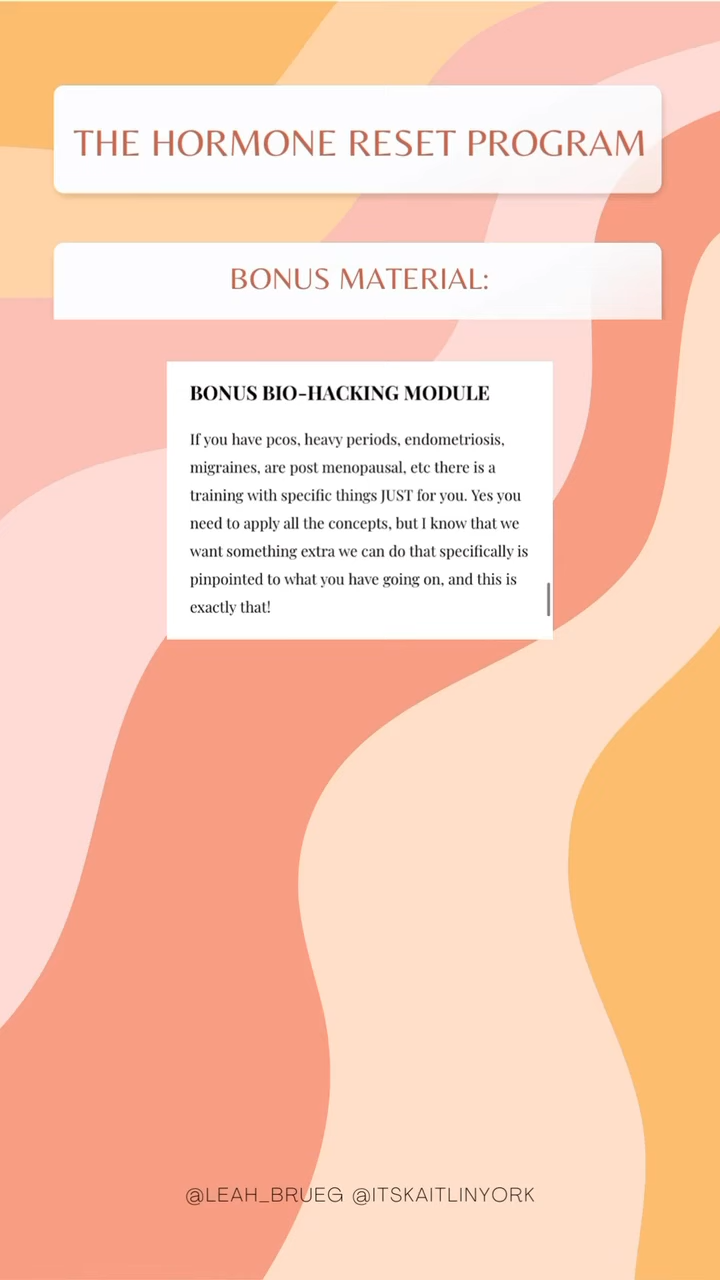 THE HORMONE RESET PROGRAM
BONUS MATERIAL:
BONUS BIO-HACKING MODULE
If you have pcos, heavy periods, endometriosis,
migraines, are post menopausal, etc there is a
training with specific things JUST for you. Yes you
need to apply all the concepts, but I know that we
want something extra we can do that specifically is
pinpointed to what you have going on, and this is
exactly that!
@LEAH_BRUEG @ITSKAITLINYORK